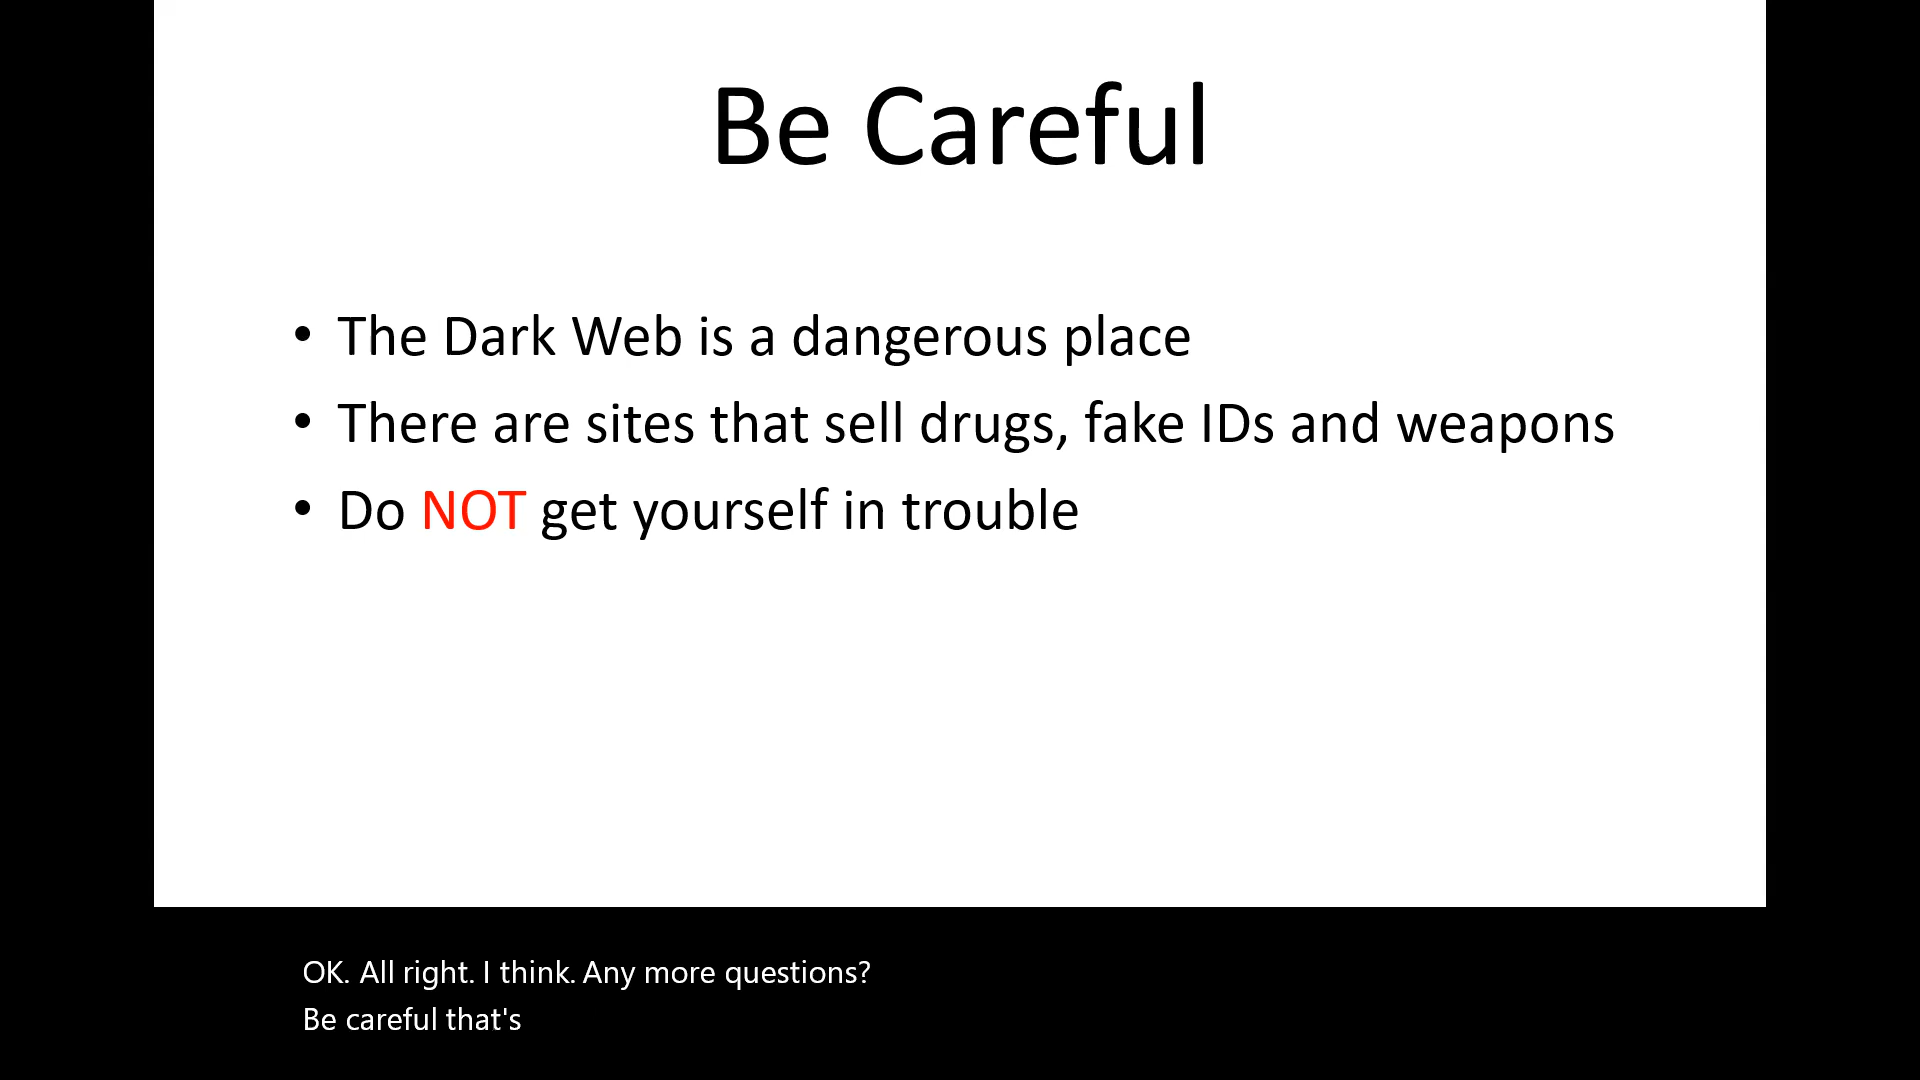 Be Careful
• The Dark Web is a dangerous place
• There are sites that sell drugs, fake IDs and weapons
• Do NOT get yourself in trouble
OK. All right. I think. Any more questions?
Be careful that's